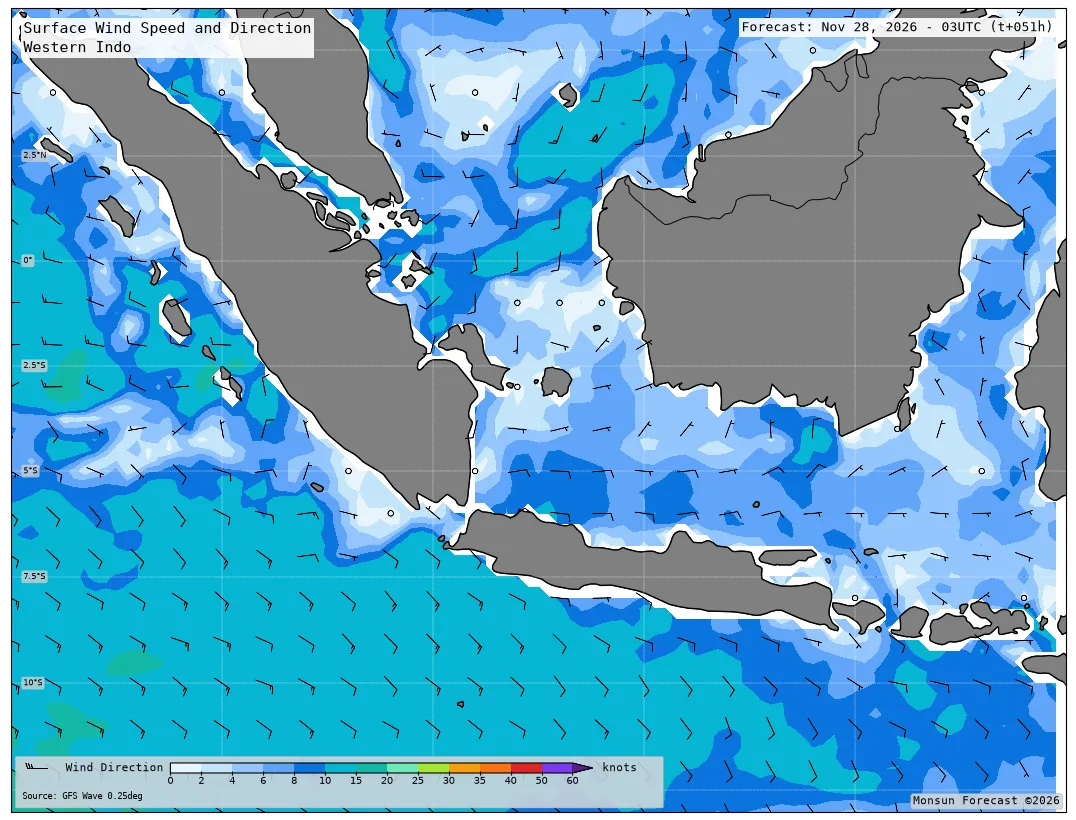 Surface Wind Speed and Direction
Western Indo
Forecast: Nov 28, 2026 - 03UTC (t+051h)
2.5°N
0°
2.5°S
5°S
7.5°S
10°S
Wind Direction
0 2 4 6 8 10 15 20 25 30 40 50 60
knots
Source: GFS Wave 0.25deg
Monsun Forecast ©2026